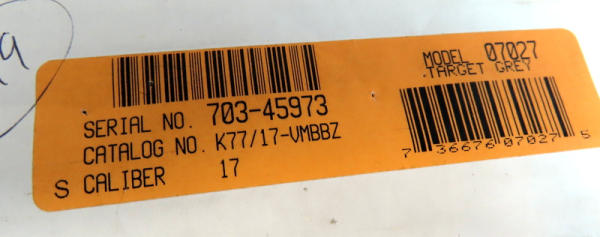 SERIAL NO. 703-45973
CATALOG NO. K77/17-VMBBZ
S CALIBER 17
MODEL 07027
.TARGET GREY
7 36676 07027 5